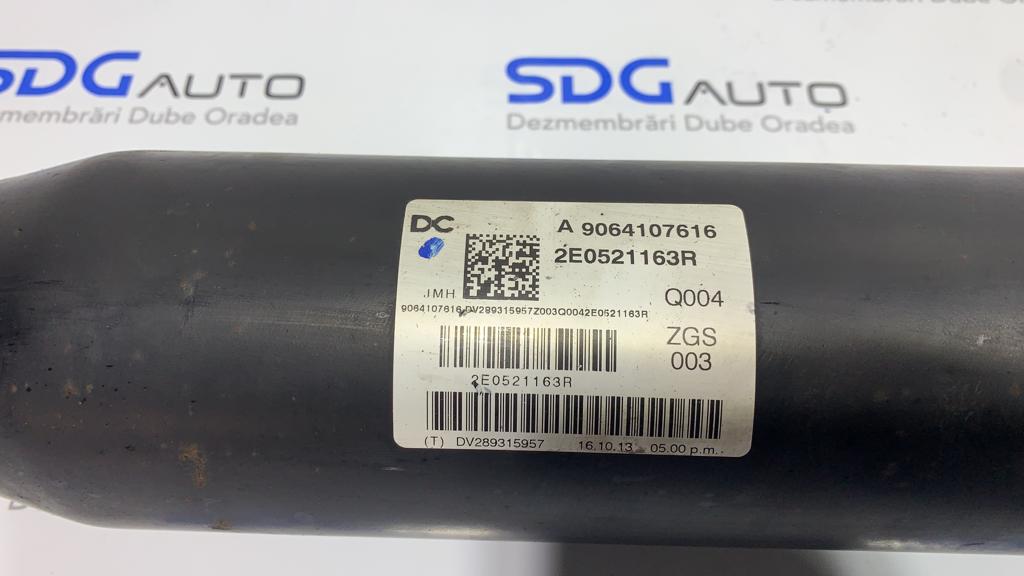 SDG AUTO
Dezmembrări Dube Oradea
SDG AUTO
Dezmembrări Dube Oradea
DC
A 9064107616
2E0521163R
.IMH
Q004
9064107616 DV289315957Z003Q0042E0521163R
ZGS
003
2E0521163R
(T) DV289315957 16.10.13 05.00 p.m..